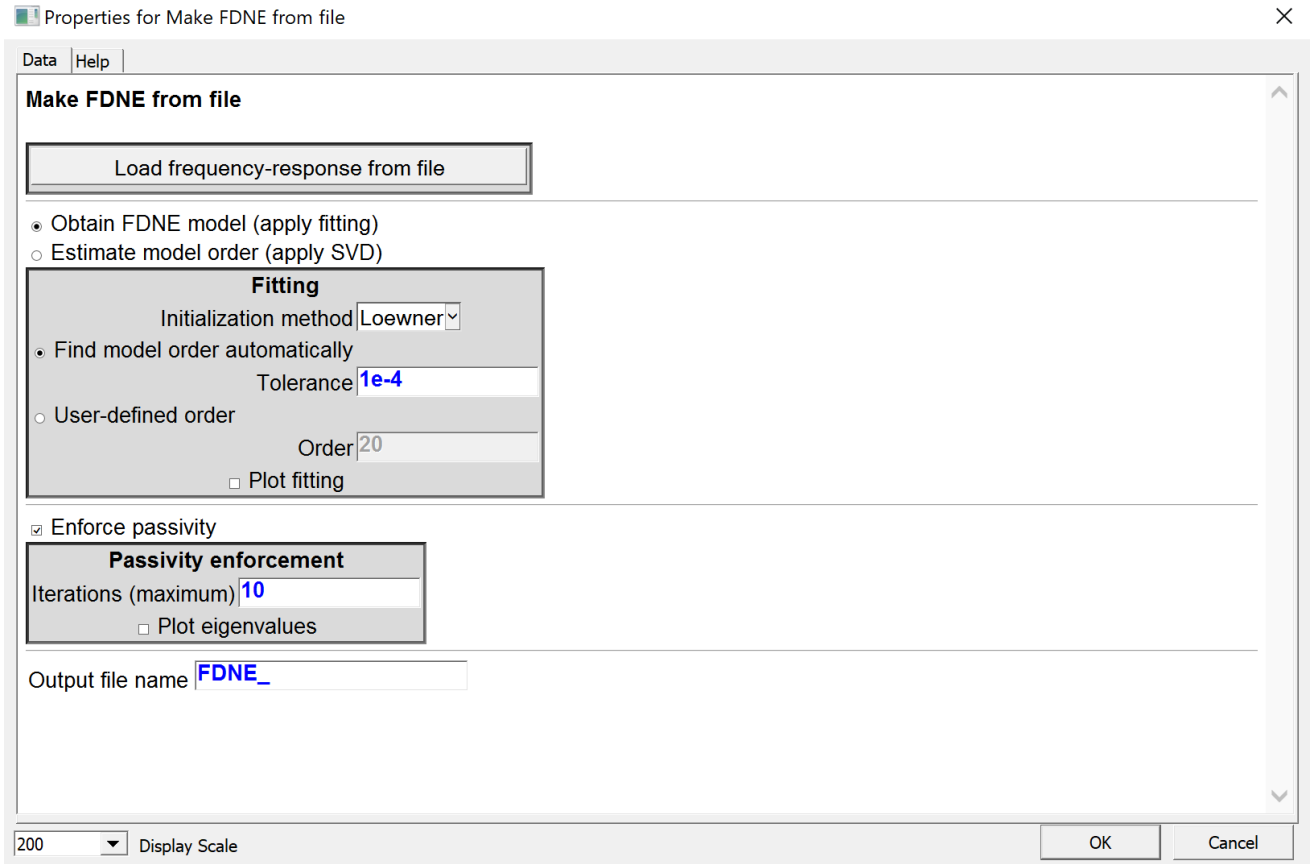 Properties for Make FDNE from file
Data Help
Make FDNE from file
Load frequency-response from file
Obtain FDNE model (apply fitting)
Estimate model order (apply SVD)
Fitting
Initialization method Loewner
Find model order automatically
Tolerance 1e-4
User-defined order
Order 20
Plot fitting
Enforce passivity
Passivity enforcement
Iterations (maximum) 10
Plot eigenvalues
Output file name FDNE_
200 Display Scale OK Cancel